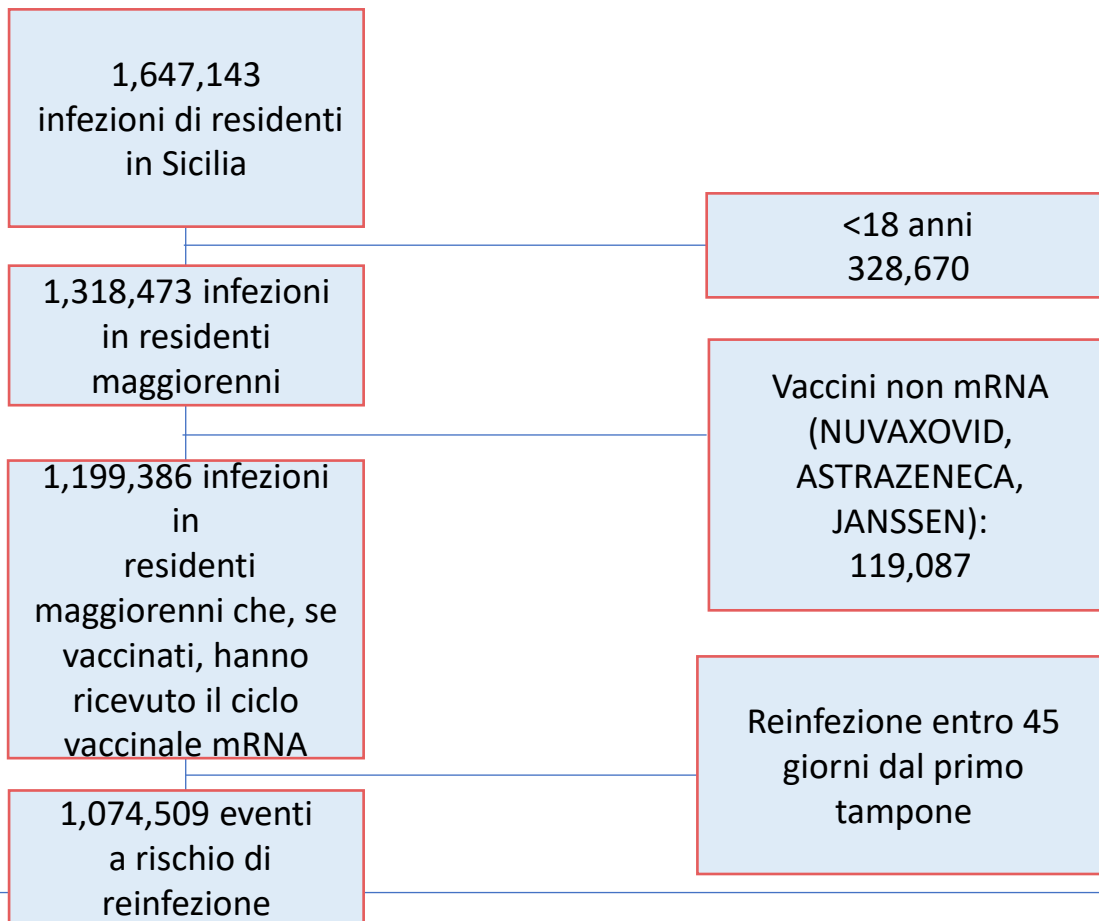 1,647,143
infezioni di residenti
in Sicilia
<18 anni
328,670
1,318,473 infezioni
in residenti
maggiorenni
Vaccini non mRNA
(NUVAXOVID,
ASTRAZENECA,
JANSSEN):
119,087
1,199,386 infezioni
in
residenti
maggiorenni che, se
vaccinati, hanno
ricevuto il ciclo
vaccinale mRNA
Reinfezione entro 45
giorni dal primo
tampone
1,074,509 eventi
a rischio di
reinfezione